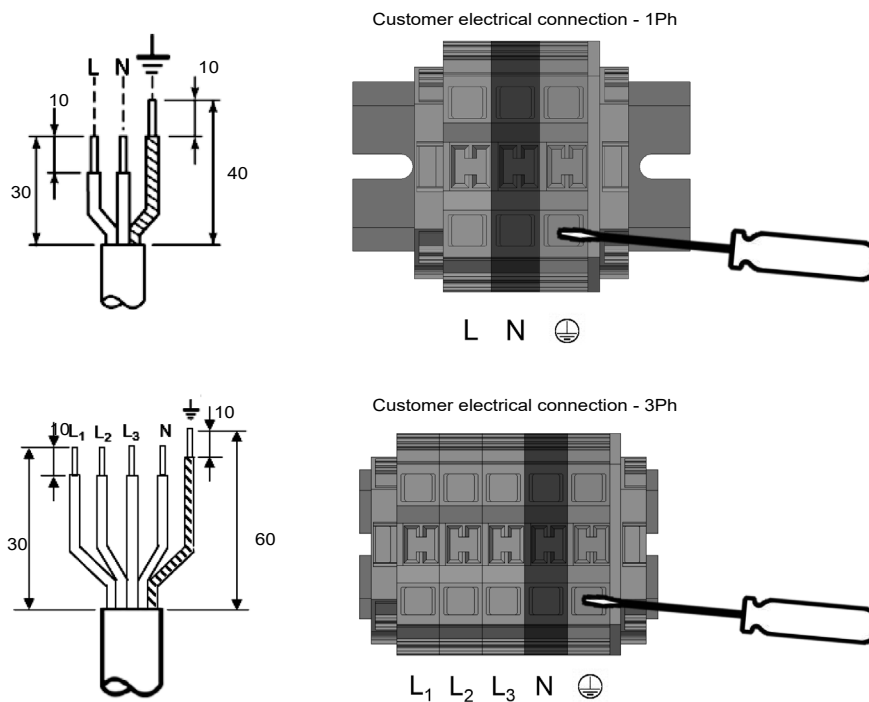 Customer electrical connection - 1Ph
L N ⏚
10
10
30
40
L N ⏚
Customer electrical connection - 3Ph
10
10 L₁ L₂ L₃ N ⏚
30
60
L₁ L₂ L₃ N ⏚